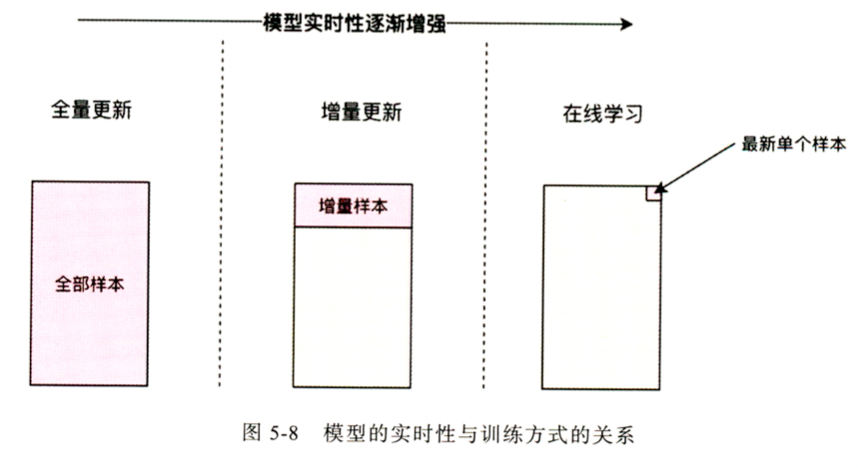 模型实时性逐渐增强
全量更新
增量更新
在线学习
最新单个样本
增量样本
全部样本
图 5-8 模型的实时性与训练方式的关系